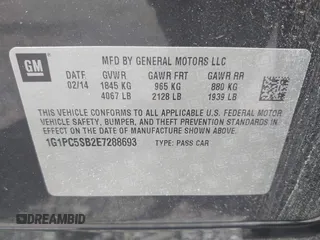 GM
MFD BY GENERAL MOTORS LLC
DATE GVWR GAWR FRT GAWR RR
02/14 1845 KG 965 KG 880 KG
4067 LB 2128 LB 1939 LB
THIS VEHICLE CONFORMS TO ALL APPLICABLE U.S. FEDERAL MOTOR
VEHICLE SAFETY, BUMPER, AND THEFT PREVENTION STANDARDS
IN EFFECT ON THE DATE OF MANUFACTURE SHOWN ABOVE.
1G1PC5SB2E7288693 TYPE: PASS CAR
DREAMBID